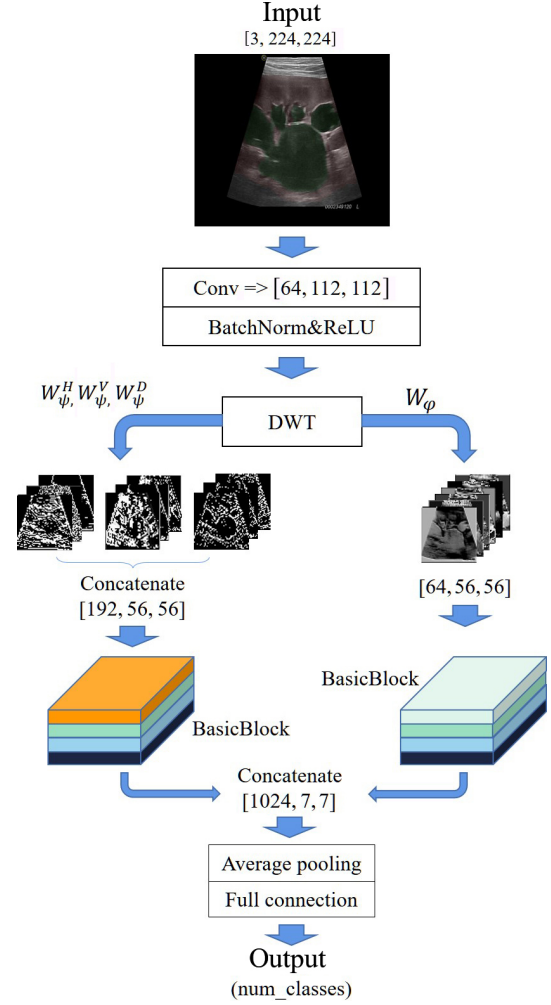 Input
[3, 224, 224]
0002349720 L
Conv => [64, 112, 112]
BatchNorm&ReLU
W_ψ^H, W_ψ^V, W_ψ^D
W_φ
DWT
Concatenate
[192, 56, 56]
[64, 56, 56]
BasicBlock
BasicBlock
Concatenate
[1024, 7, 7]
Average pooling
Full connection
Output
(num_classes)